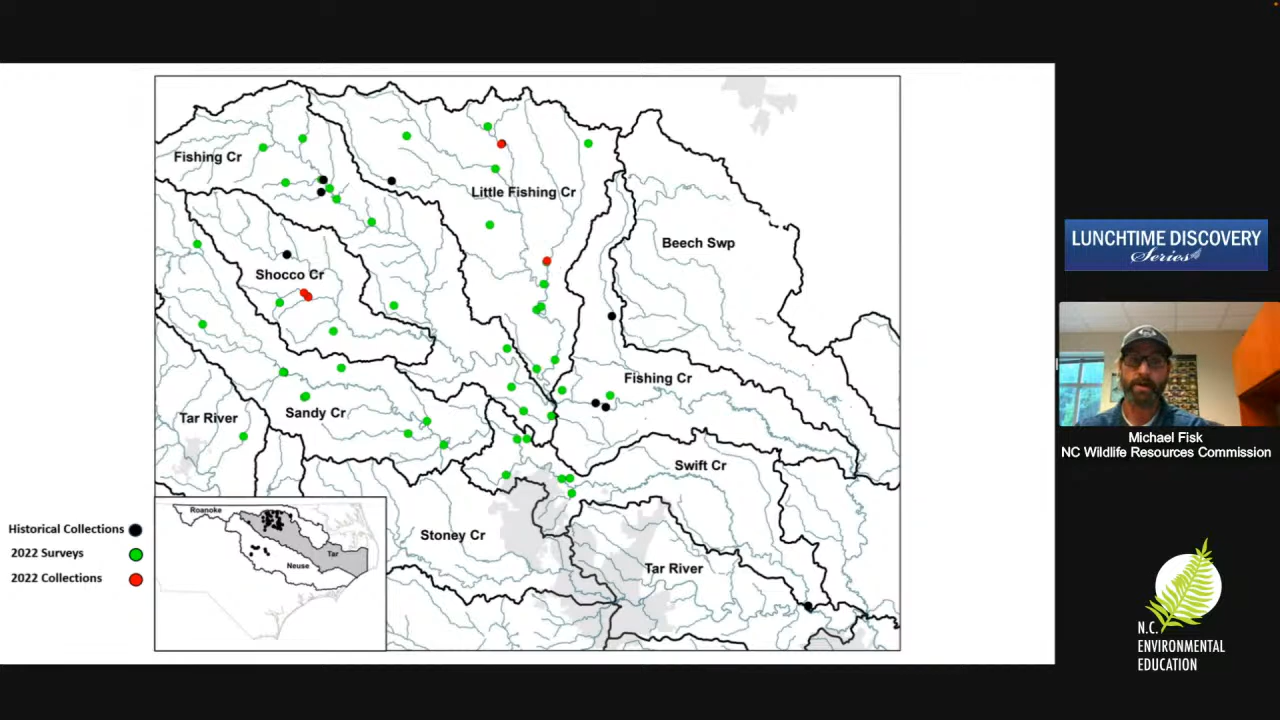 Fishing Cr
Little Fishing Cr
Beech Swp
Shocco Cr
Fishing Cr
Tar River
Sandy Cr
Swift Cr
Stoney Cr
Tar River
Roanoke
Tar
Neuse
Historical Collections
2022 Surveys
2022 Collections
LUNCHTIME DISCOVERY
Series
Michael Fisk
NC Wildlife Resources Commission
N.C.
ENVIRONMENTAL
EDUCATION